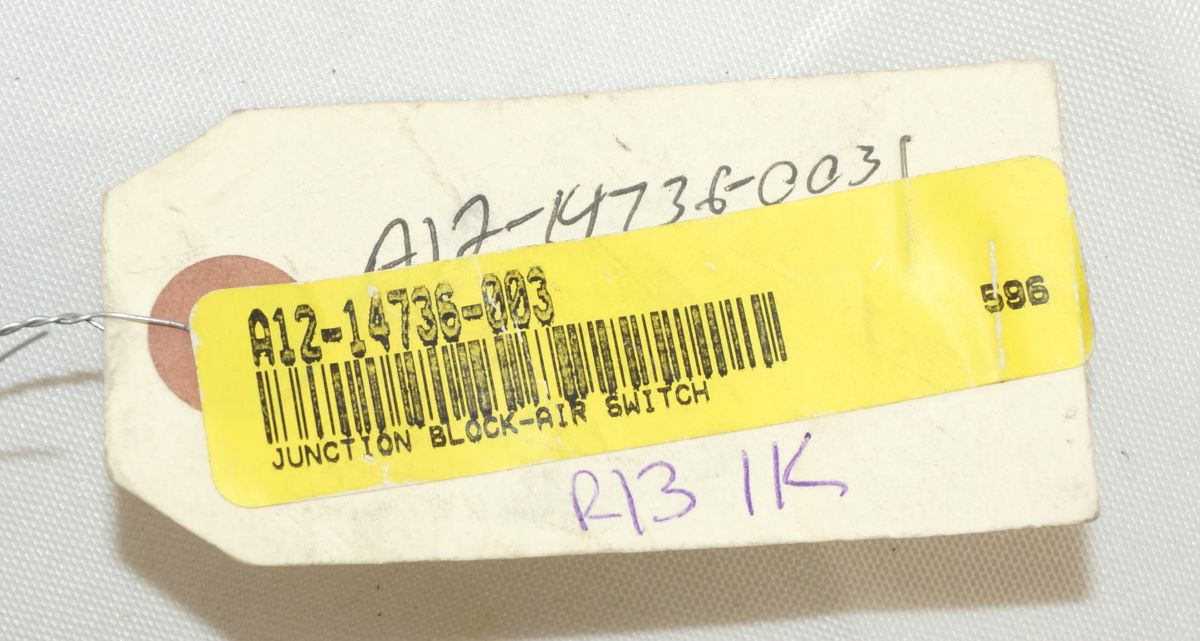 A12-14736-003
A12-14736-003
596
JUNCTION BLOCK-AIR SWITCH
R13 1K